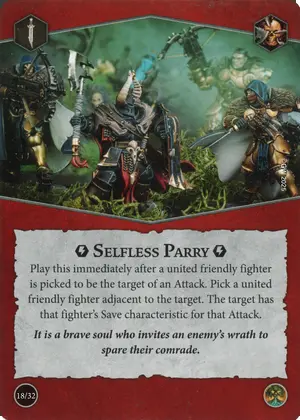 SELFLESS PARRY
Play this immediately after a united friendly fighter
is picked to be the target of an Attack. Pick a united
friendly fighter adjacent to the target. The target has
that fighter's Save characteristic for that Attack.
It is a brave soul who invites an enemy's wrath to
spare their comrade.
18/32